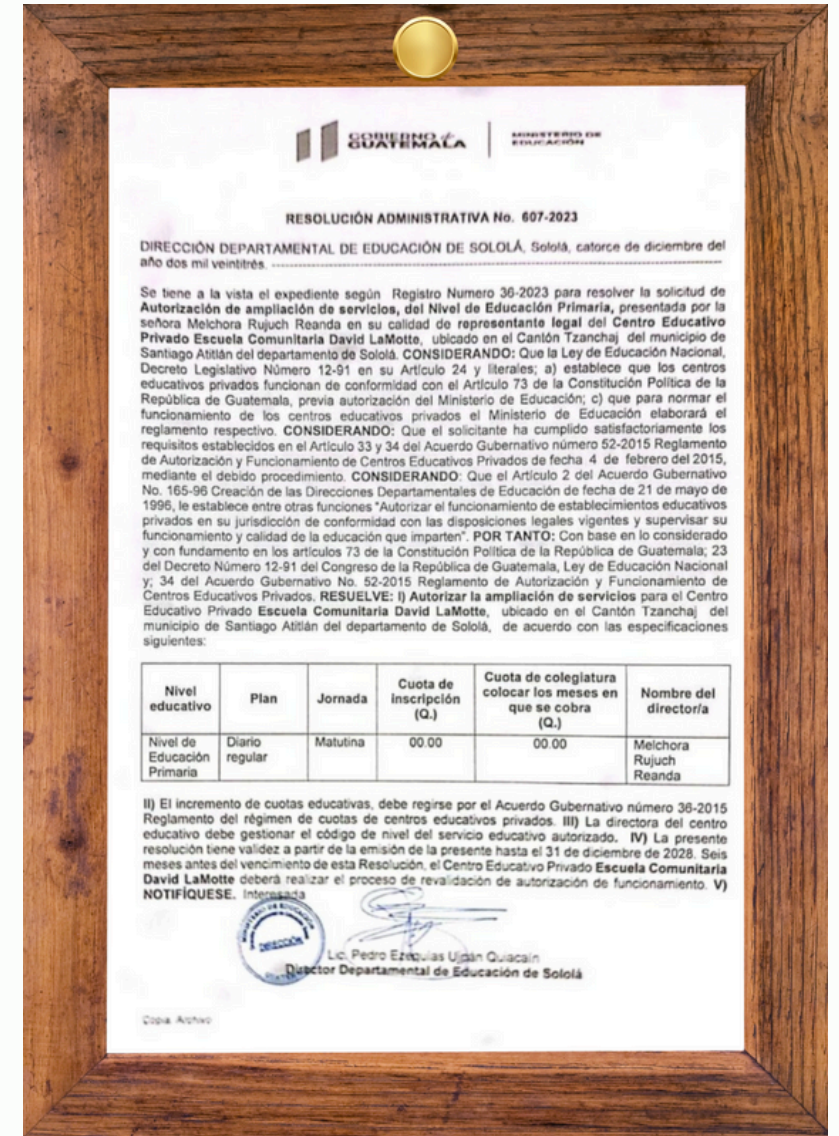 GOBIERNO de
GUATEMALA
MINISTERIO DE
EDUCACIÓN
RESOLUCIÓN ADMINISTRATIVA No. 607-2023
DIRECCIÓN DEPARTAMENTAL DE EDUCACIÓN DE SOLOLÁ, Sololá, catorce de diciembre del
año dos mil veintitrés. ------------------------------------------------------------
Se tiene a la vista el expediente según Registro Numero 36-2023 para resolver la solicitud de
Autorización de ampliación de servicios, del Nivel de Educación Primaria, presentada por la
señora Melchora Rujuch Reanda en su calidad de representante legal del Centro Educativo
Privado Escuela Comunitaria David LaMotte, ubicado en el Cantón Tzanchaj del municipio de
Santiago Atitlán del departamento de Sololá. CONSIDERANDO: Que la Ley de Educación Nacional,
Decreto Legislativo Número 12-91 en su Artículo 24 y literales; a) establece que los centros
educativos privados funcionan de conformidad con el Artículo 73 de la Constitución Política de la
República de Guatemala, previa autorización del Ministerio de Educación; c) que para normar el
funcionamiento de los centros educativos privados el Ministerio de Educación elaborará el
reglamento respectivo. CONSIDERANDO: Que el solicitante ha cumplido satisfactoriamente los
requisitos establecidos en el Artículo 33 y 34 del Acuerdo Gubernativo número 52-2015 Reglamento
de Autorización y Funcionamiento de Centros Educativos Privados de fecha 4 de febrero del 2015,
mediante el debido procedimiento. CONSIDERANDO: Que el Artículo 2 del Acuerdo Gubernativo
No. 165-96 Creación de las Direcciones Departamentales de Educación de fecha de 21 de mayo de
1996, le establece entre otras funciones "Autorizar el funcionamiento de establecimientos educativos
privados en su jurisdicción de conformidad con las disposiciones legales vigentes y supervisar su
funcionamiento y calidad de la educación que imparten". POR TANTO: Con base en lo considerado
y con fundamento en los artículos 73 de la Constitución Política de la República de Guatemala; 23
del Decreto Número 12-91 del Congreso de la República de Guatemala, Ley de Educación Nacional
y; 34 del Acuerdo Gubernativo No. 52-2015 Reglamento de Autorización y Funcionamiento de
Centros Educativos Privados. RESUELVE: I) Autorizar la ampliación de servicios para el Centro
Educativo Privado Escuela Comunitaria David LaMotte, ubicado en el Cantón Tzanchaj del
municipio de Santiago Atitlán del departamento de Sololá, de acuerdo con las especificaciones
siguientes:
Nivel educativo
Plan
Jornada
Cuota de inscripción (Q.)
Cuota de colegiatura colocar los meses en que se cobra (Q.)
Nombre del director/a
Nivel de Educación Primaria
Diario regular
Matutina
00.00
00.00
Melchora Rujuch Reanda
II) El incremento de cuotas educativas, debe regirse por el Acuerdo Gubernativo número 36-2015
Reglamento del régimen de cuotas de centros educativos privados. III) La directora del centro
educativo debe gestionar el código de nivel del servicio educativo autorizado. IV) La presente
resolución tiene validez a partir de la emisión de la presente hasta el 31 de diciembre de 2028. Seis
meses antes del vencimiento de esta Resolución, el Centro Educativo Privado Escuela Comunitaria
David LaMotte deberá realizar el proceso de revalidación de autorización de funcionamiento. V)
NOTIFÍQUESE. Interesada
MINISTERIO DE EDUCACION
DIRECCIÓN
Lic. Pedro Ezequias Ujpán Quiacaín
Director Departamental de Educación de Sololá
Copia. Archivo